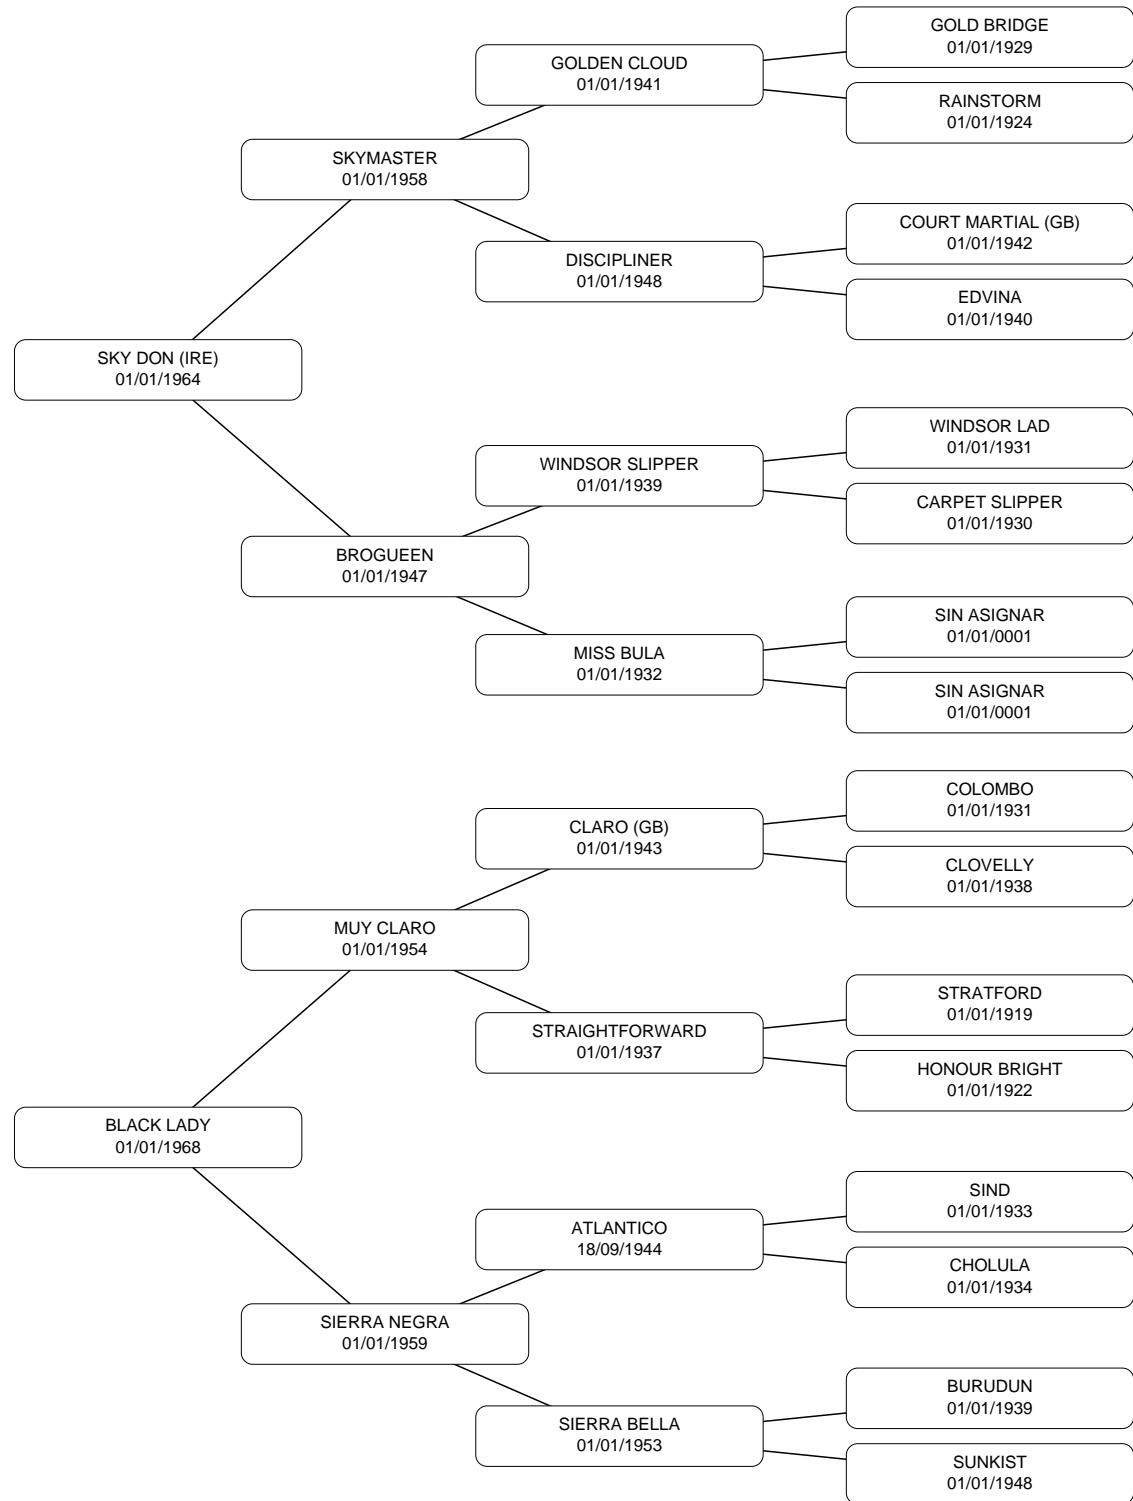 GOLD BRIDGE
01/01/1929
GOLDEN CLOUD
01/01/1941
RAINSTORM
01/01/1924
SKYMASTER
01/01/1958
COURT MARTIAL (GB)
01/01/1942
DISCIPLINER
01/01/1948
EDVINA
01/01/1940
SKY DON (IRE)
01/01/1964
WINDSOR LAD
01/01/1931
WINDSOR SLIPPER
01/01/1939
CARPET SLIPPER
01/01/1930
BROGUEEN
01/01/1947
SIN ASIGNAR
01/01/0001
MISS BULA
01/01/1932
SIN ASIGNAR
01/01/0001
COLOMBO
01/01/1931
CLARO (GB)
01/01/1943
CLOVELLY
01/01/1938
MUY CLARO
01/01/1954
STRATFORD
01/01/1919
STRAIGHTFORWARD
01/01/1937
HONOUR BRIGHT
01/01/1922
BLACK LADY
01/01/1968
SIND
01/01/1933
ATLANTICO
18/09/1944
CHOLULA
01/01/1934
SIERRA NEGRA
01/01/1959
BURUDUN
01/01/1939
SIERRA BELLA
01/01/1953
SUNKIST
01/01/1948